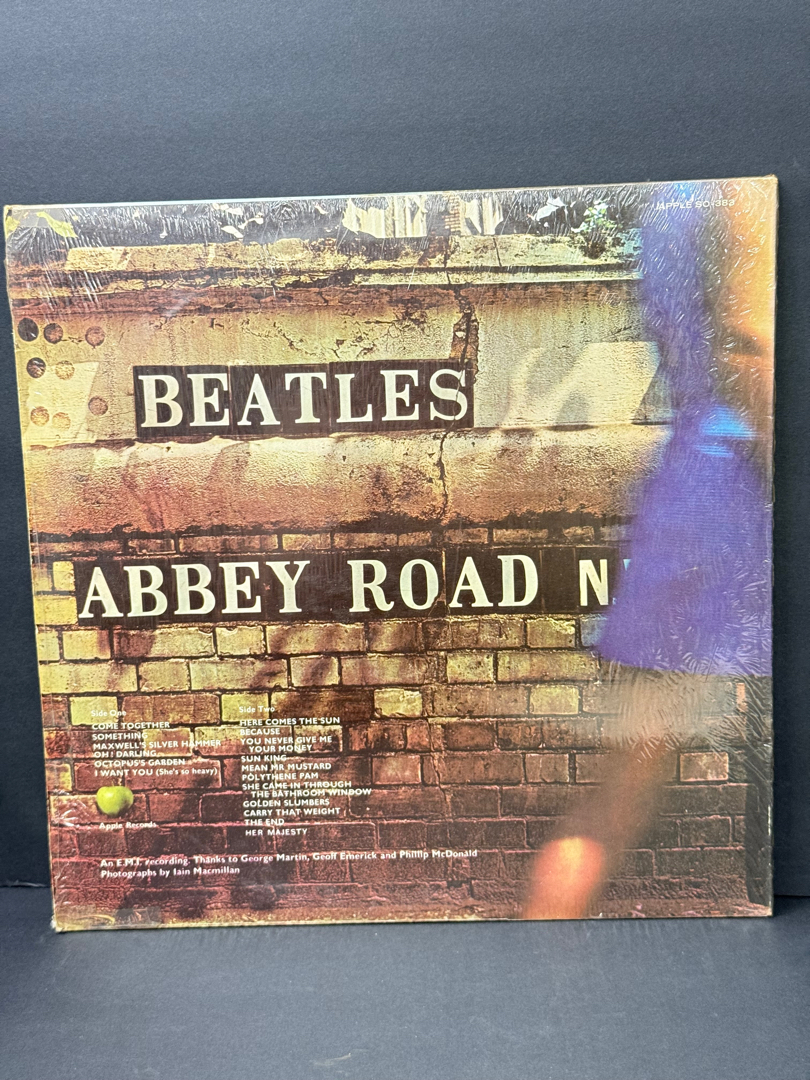 APPLE SO-383
BEATLES
ABBEY ROAD N
Side One
COME TOGETHER
SOMETHING
MAXWELL'S SILVER HAMMER
OH! DARLING
OCTOPUS'S GARDEN
I WANT YOU (She's so heavy)
Apple Records
Side Two
HERE COMES THE SUN
BECAUSE
YOU NEVER GIVE ME
YOUR MONEY
SUN KING
MEAN MR MUSTARD
POLYTHENE PAM
SHE CAME IN THROUGH
THE BATHROOM WINDOW
GOLDEN SLUMBERS
CARRY THAT WEIGHT
THE END
HER MAJESTY
An E.M.I. recording. Thanks to George Martin, Geoff Emerick and Phillip McDonald
Photographs by Iain Macmillan